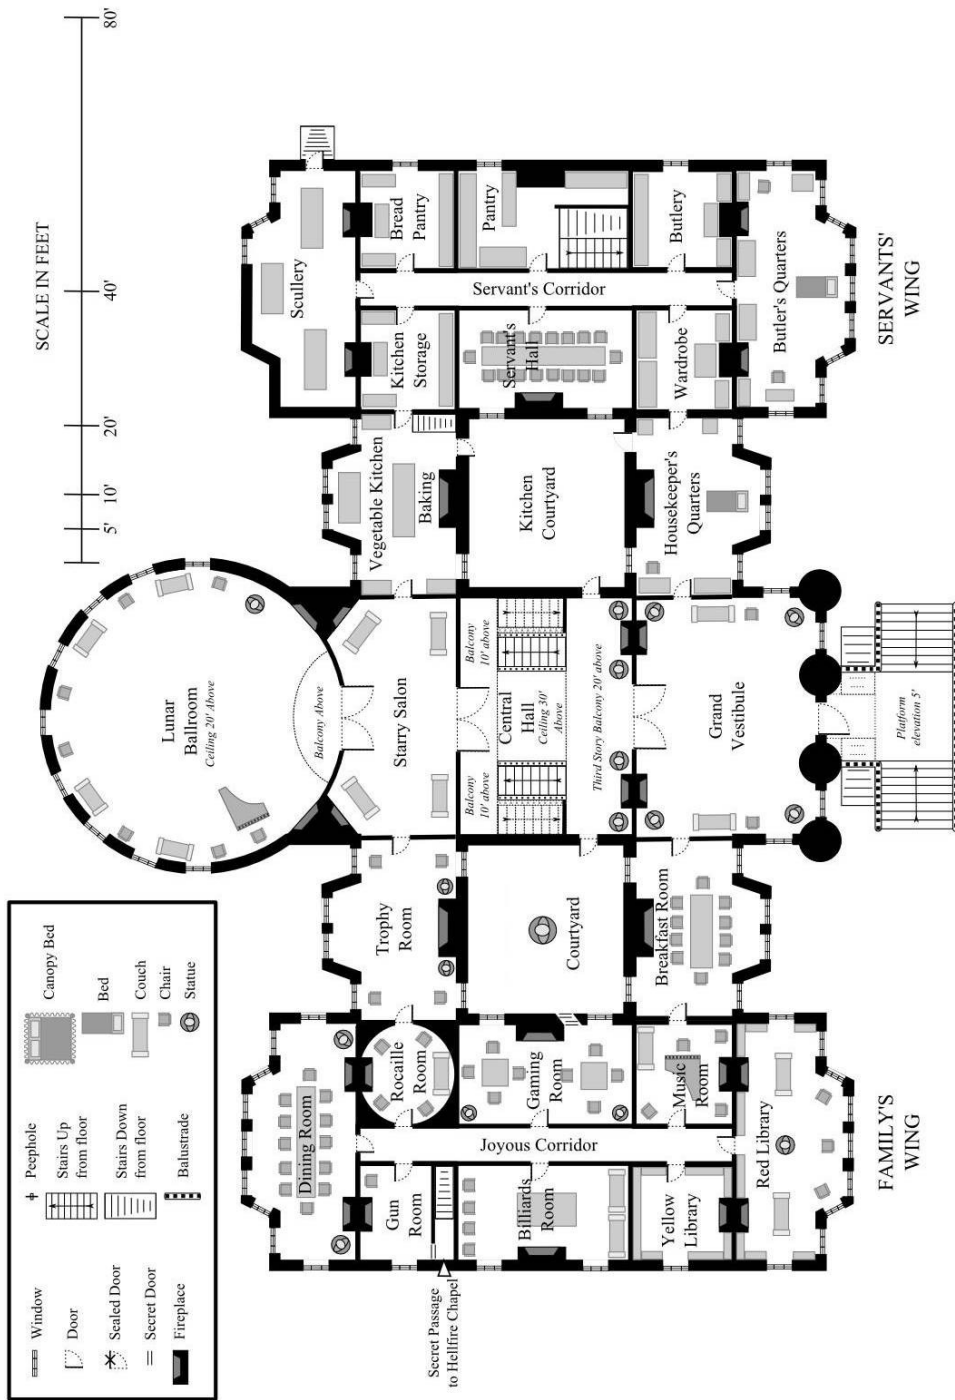 SCALE IN FEET
5'
10'
20'
40'
80'
Window
Door
Sealed Door
Secret Door
Fireplace
Peephole
Stairs Up
from floor
Stairs Down
from floor
Balustrade
Canopy Bed
Bed
Couch
Chair
Statue
Lunar
Ballroom
Ceiling 20' Above
Balcony Above
Dining Room
Trophy
Room
Starry Salon
Vegetable Kitchen
Baking
Scullery
Gun
Room
Rocaille
Room
Kitchen
Storage
Bread
Pantry
Secret Passage
to Hellfire Chapel
Billiards
Room
Joyous Corridor
Gaming
Room
Courtyard
Balcony
10' above
Central
Hall
Ceiling 30'
Above
Balcony
10' above
Third Story Balcony 20' above
Kitchen
Courtyard
Servant's
Hall
Servant's Corridor
Pantry
Yellow
Library
Music
Room
Breakfast Room
Grand
Vestibule
Housekeeper's
Quarters
Wardrobe
Butlery
Red Library
Butler's Quarters
Platform
elevation 5'
FAMILY'S
WING
SERVANTS'
WING